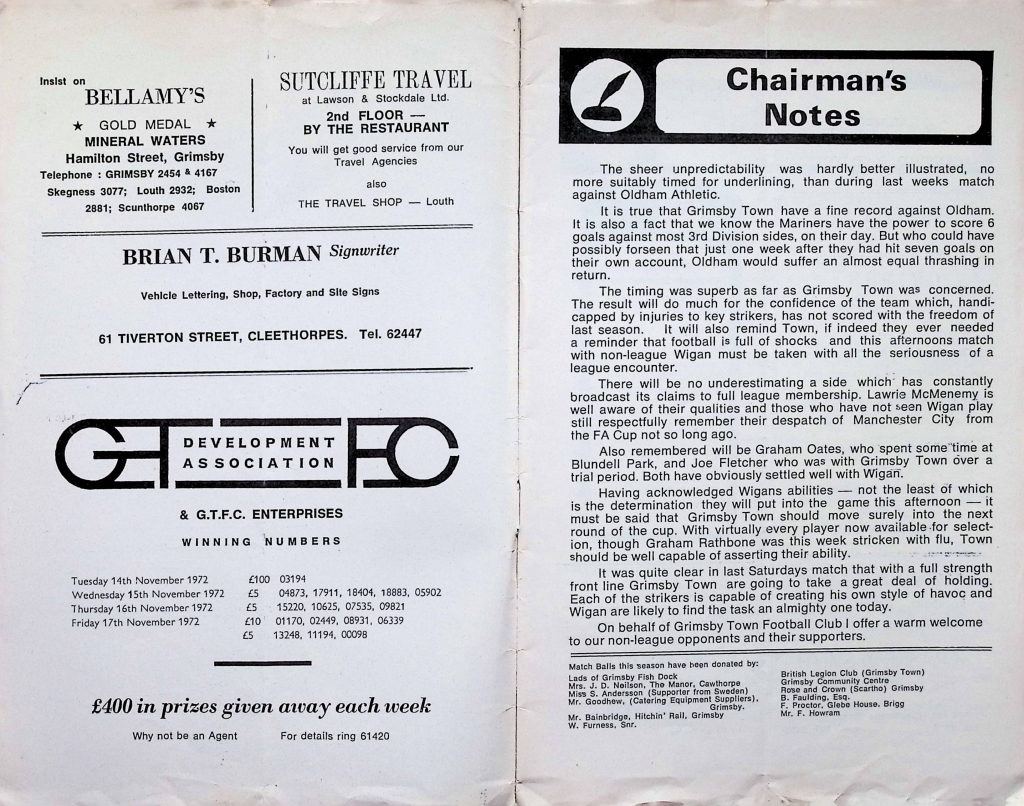 Insist on
BELLAMY'S
★ GOLD MEDAL ★
MINERAL WATERS
Hamilton Street, Grimsby
Telephone : GRIMSBY 2454 & 4167
Skegness 3077; Louth 2932; Boston
2881; Scunthorpe 4067
SUTCLIFFE TRAVEL
at Lawson & Stockdale Ltd.
2nd FLOOR —
BY THE RESTAURANT
You will get good service from our
Travel Agencies
also
THE TRAVEL SHOP — Louth
BRIAN T. BURMAN Signwriter
Vehicle Lettering, Shop, Factory and Site Signs
61 TIVERTON STREET, CLEETHORPES. Tel. 62447
GT DEVELOPMENT FC
ASSOCIATION
& G.T.F.C. ENTERPRISES
WINNING NUMBERS
Tuesday 14th November 1972 £100 03194
Wednesday 15th November 1972 £5 04873, 17911, 18404, 18883, 05902
Thursday 16th November 1972 £5 15220, 10625, 07535, 09821
Friday 17th November 1972 £10 01170, 02449, 08931, 06339
£5 13248, 11194, 00098
£400 in prizes given away each week
Why not be an Agent For details ring 61420
Chairman's
Notes
The sheer unpredictability was hardly better illustrated, no
more suitably timed for underlining, than during last weeks match
against Oldham Athletic.
It is true that Grimsby Town have a fine record against Oldham.
It is also a fact that we know the Mariners have the power to score 6
goals against most 3rd Division sides, on their day. But who could have
possibly forseen that just one week after they had hit seven goals on
their own account, Oldham would suffer an almost equal thrashing in
return.
The timing was superb as far as Grimsby Town was concerned.
The result will do much for the confidence of the team which, handi-
capped by injuries to key strikers, has not scored with the freedom of
last season. It will also remind Town, if indeed they ever needed
a reminder that football is full of shocks and this afternoons match
with non-league Wigan must be taken with all the seriousness of a
league encounter.
There will be no underestimating a side which has constantly
broadcast its claims to full league membership. Lawrie McMenemy is
well aware of their qualities and those who have not seen Wigan play
still respectfully remember their despatch of Manchester City from
the FA Cup not so long ago.
Also remembered will be Graham Oates, who spent some time at
Blundell Park, and Joe Fletcher who was with Grimsby Town over a
trial period. Both have obviously settled well with Wigan.
Having acknowledged Wigans abilities — not the least of which
is the determination they will put into the game this afternoon — it
must be said that Grimsby Town should move surely into the next
round of the cup. With virtually every player now available for select-
ion, though Graham Rathbone was this week stricken with flu, Town
should be well capable of asserting their ability.
It was quite clear in last Saturdays match that with a full strength
front line Grimsby Town are going to take a great deal of holding.
Each of the strikers is capable of creating his own style of havoc and
Wigan are likely to find the task an almighty one today.
On behalf of Grimsby Town Football Club I offer a warm welcome
to our non-league opponents and their supporters.
Match Balls this season have been donated by:
Lads of Grimsby Fish Dock
Mrs. J. D. Neilson, The Manor, Cawthorpe
Miss S. Andersson (Supporter from Sweden)
Mr. Goodhew, (Catering Equipment Suppliers),
Grimsby.
Mr. Bainbridge, Hitchin' Rail, Grimsby
W. Furness, Snr.
British Legion Club (Grimsby Town)
Grimsby Community Centre
Rose and Crown (Scartho) Grimsby
B. Faulding, Esq.
F. Proctor, Glebe House, Brigg
Mr. F. Howram